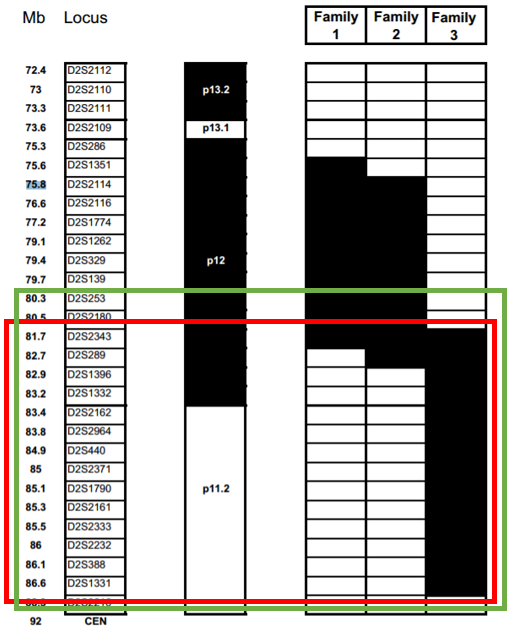 Mb Locus Family 1 Family 2 Family 3
72.4 D2S2112
73 D2S2110 p13.2
73.3 D2S2111
73.6 D2S2109 p13.1
75.3 D2S286
75.6 D2S1351
75.8 D2S2114
76.6 D2S2116
77.2 D2S1774
79.1 D2S1262
79.4 D2S329 p12
79.7 D2S139
80.3 D2S253
80.5 D2S2180
81.7 D2S2343
82.7 D2S289
82.9 D2S1396
83.2 D2S1332
83.4 D2S2162
83.8 D2S2964
84.9 D2S440
85 D2S2371
85.1 D2S1790 p11.2
85.3 D2S2161
85.5 D2S2333
86 D2S2232
86.1 D2S388
86.6 D2S1331
92 CEN